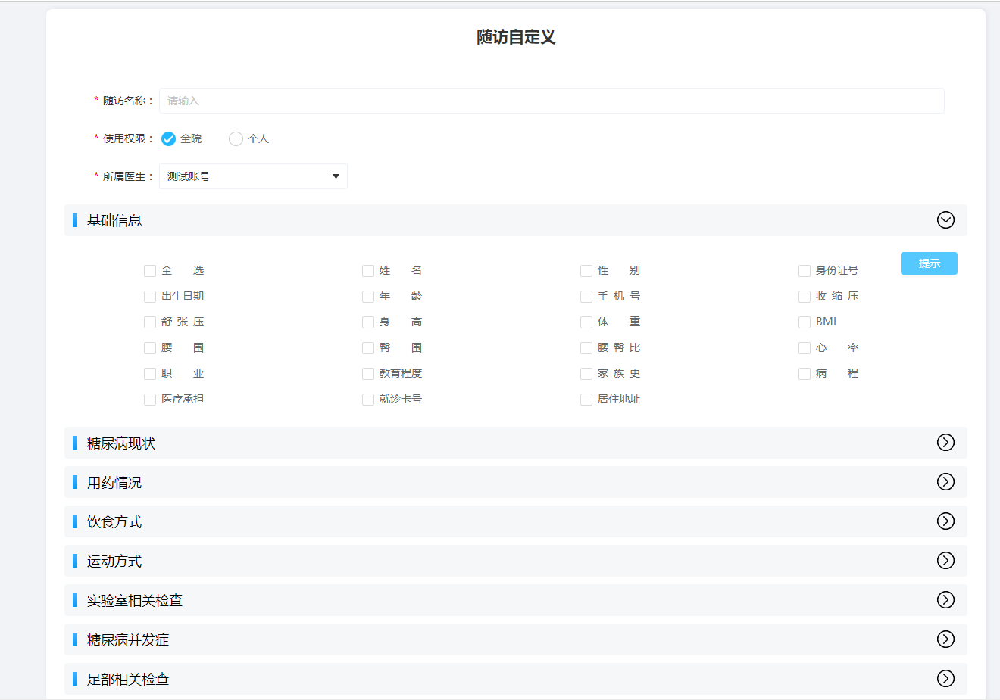 随访自定义
* 随访名称： 请输入
* 使用权限： 全院 个人
* 所属医生： 测试账号
基础信息
提示
全 选 姓 名 性 别 身份证号
出生日期 年 龄 手 机 号 收 缩 压
舒 张 压 身 高 体 重 BMI
腰 围 臀 围 腰 臀 比 心 率
职 业 教育程度 家 族 史 病 程
医疗承担 就诊卡号 居住地址
糖尿病现状
用药情况
饮食方式
运动方式
实验室相关检查
糖尿病并发症
足部相关检查